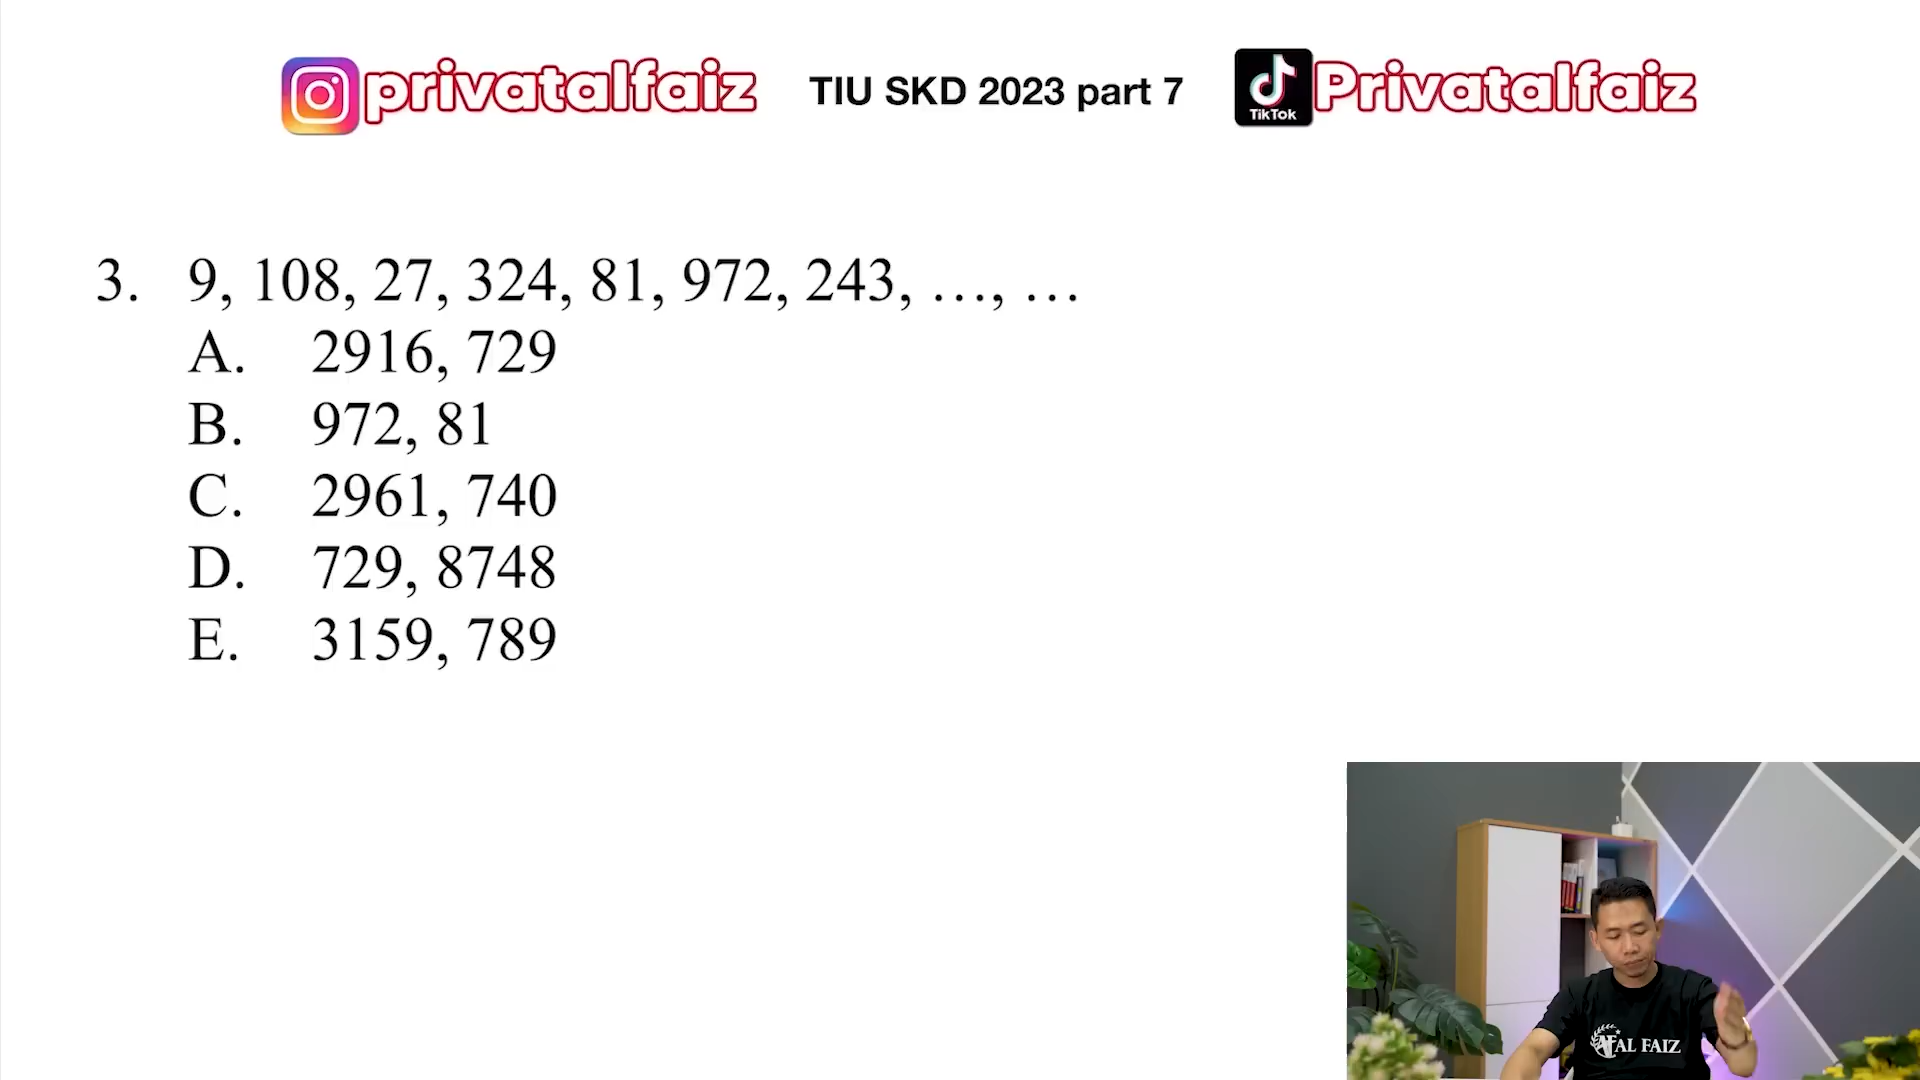 privatalfaiz TIU SKD 2023 part 7 TikTok Privatalfaiz
3. 9, 108, 27, 324, 81, 972, 243, …, …
A. 2916, 729
B. 972, 81
C. 2961, 740
D. 729, 8748
E. 3159, 789
AF AL FAIZ